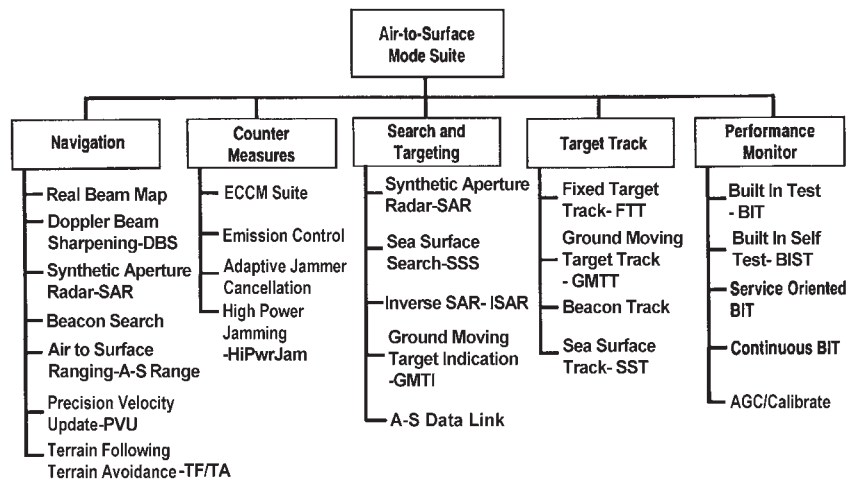 Air-to-Surface
Mode Suite
Navigation
Real Beam Map
Doppler Beam
Sharpening-DBS
Synthetic Aperture
Radar-SAR
Beacon Search
Air to Surface
Ranging-A-S Range
Precision Velocity
Update-PVU
Terrain Following
Terrain Avoidance-TF/TA
Counter
Measures
ECCM Suite
Emission Control
Adaptive Jammer
Cancellation
High Power
Jamming
-HiPwrJam
Search and
Targeting
Synthetic Aperture
Radar-SAR
Sea Surface
Search-SSS
Inverse SAR- ISAR
Ground Moving
Target Indication
-GMTI
A-S Data Link
Target Track
Fixed Target
Track- FTT
Ground Moving
Target Track
- GMTT
Beacon Track
Sea Surface
Track- SST
Performance
Monitor
Built In Test
- BIT
Built In Self
Test- BIST
Service Oriented
BIT
Continuous BIT
AGC/Calibrate